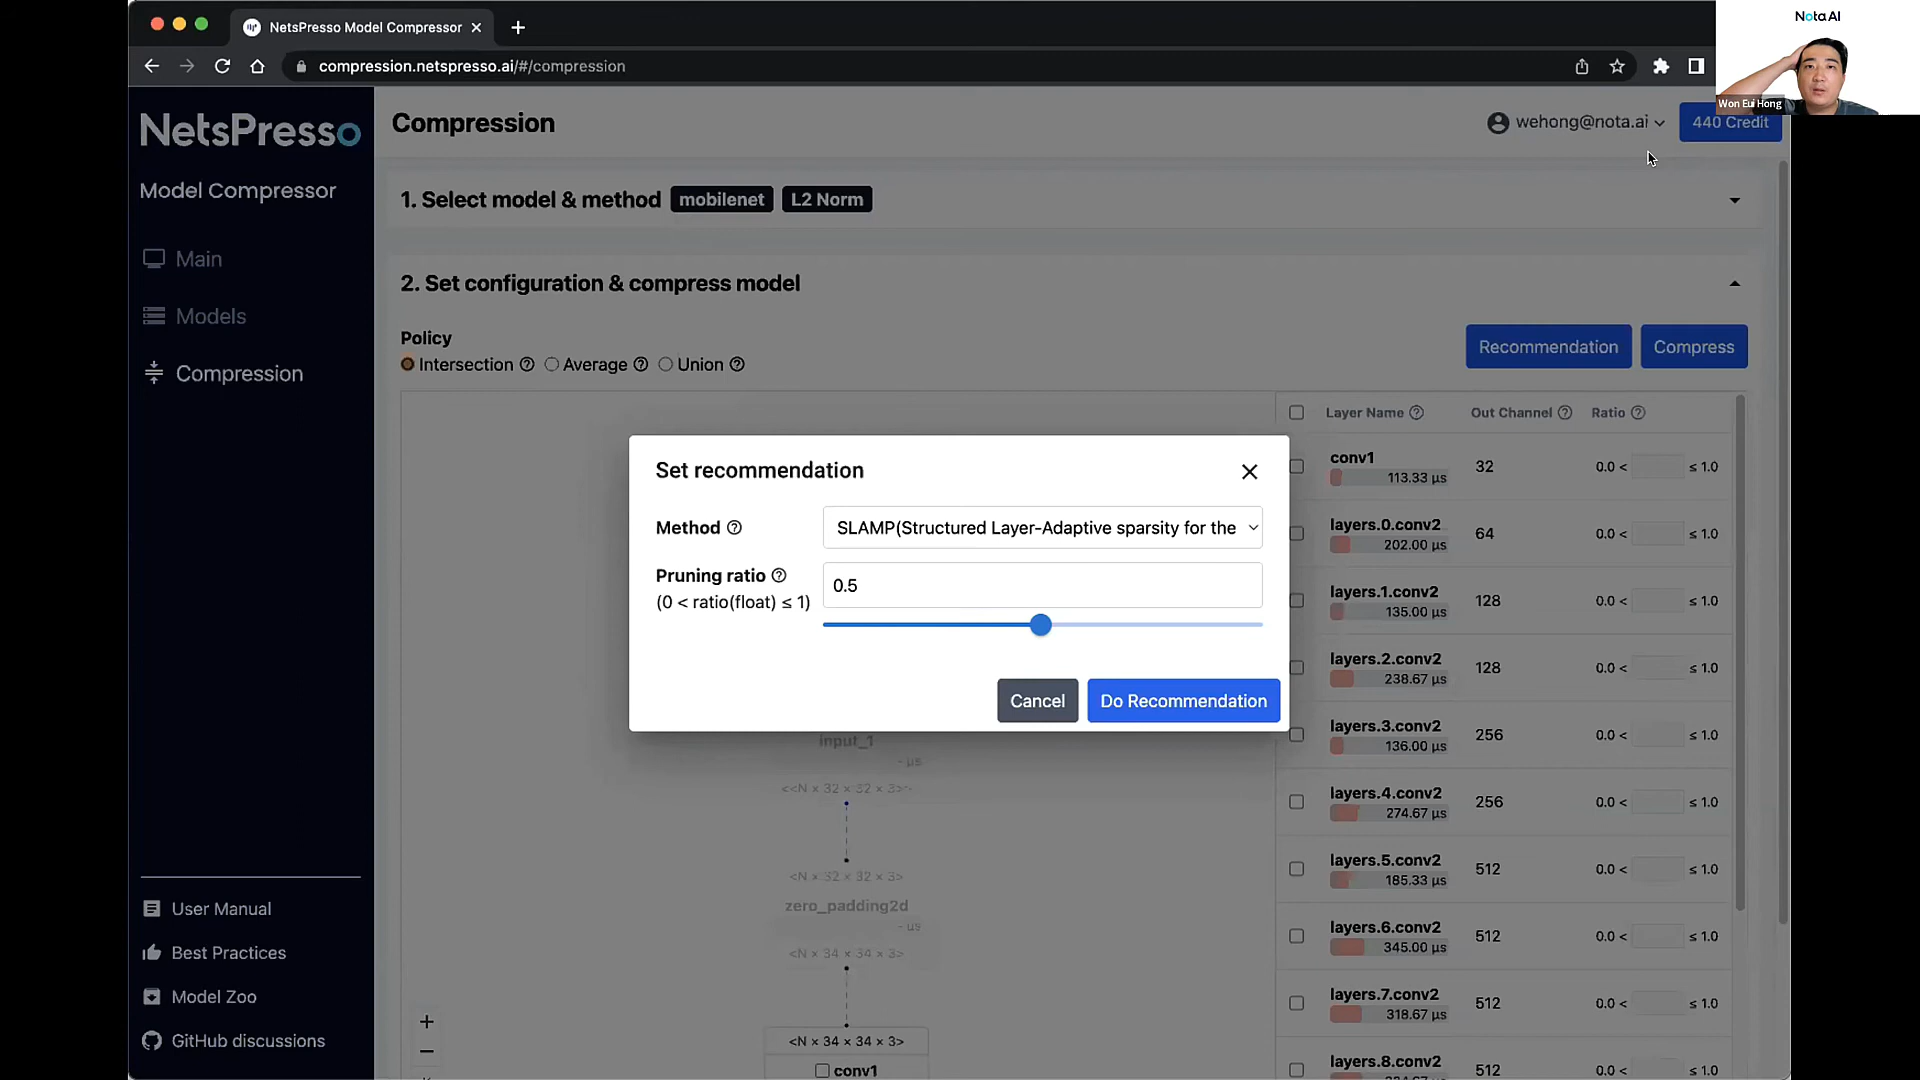 NetsPresso Model Compressor
compression.netspresso.ai/#/compression
Nota AI
Won Eui Hong
NetsPresso
Model Compressor
Main
Models
Compression
User Manual
Best Practices
Model Zoo
GitHub discussions
Compression
wehong@nota.ai
440 Credit
1. Select model & method mobilenet L2 Norm
2. Set configuration & compress model
Policy
Intersection Average Union
Recommendation
Compress
Set recommendation
Method
SLAMP(Structured Layer-Adaptive sparsity for the
Pruning ratio
(0 < ratio(float) ≤ 1)
0.5
Cancel
Do Recommendation
input_1
- µs
<<N × 32 × 32 × 3>
<N × 32 × 32 × 3>
zero_padding2d
- µs
<N × 34 × 34 × 3>
<N × 34 × 34 × 3>
conv1
Layer Name Out Channel Ratio
conv1
113.33 µs
32 0.0 < ≤ 1.0
layers.0.conv2
202.00 µs
64 0.0 < ≤ 1.0
layers.1.conv2
135.00 µs
128 0.0 < ≤ 1.0
layers.2.conv2
238.67 µs
128 0.0 < ≤ 1.0
layers.3.conv2
136.00 µs
256 0.0 < ≤ 1.0
layers.4.conv2
274.67 µs
256 0.0 < ≤ 1.0
layers.5.conv2
185.33 µs
512 0.0 < ≤ 1.0
layers.6.conv2
345.00 µs
512 0.0 < ≤ 1.0
layers.7.conv2
318.67 µs
512 0.0 < ≤ 1.0
layers.8.conv2
512 0.0 < ≤ 1.0